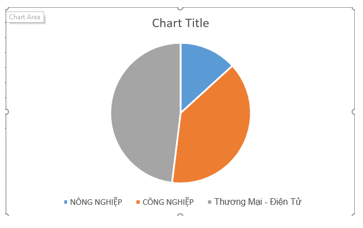 Chart Area
Chart Title
NÔNG NGHIỆP CÔNG NGHIỆP Thương Mại - Điện Tử